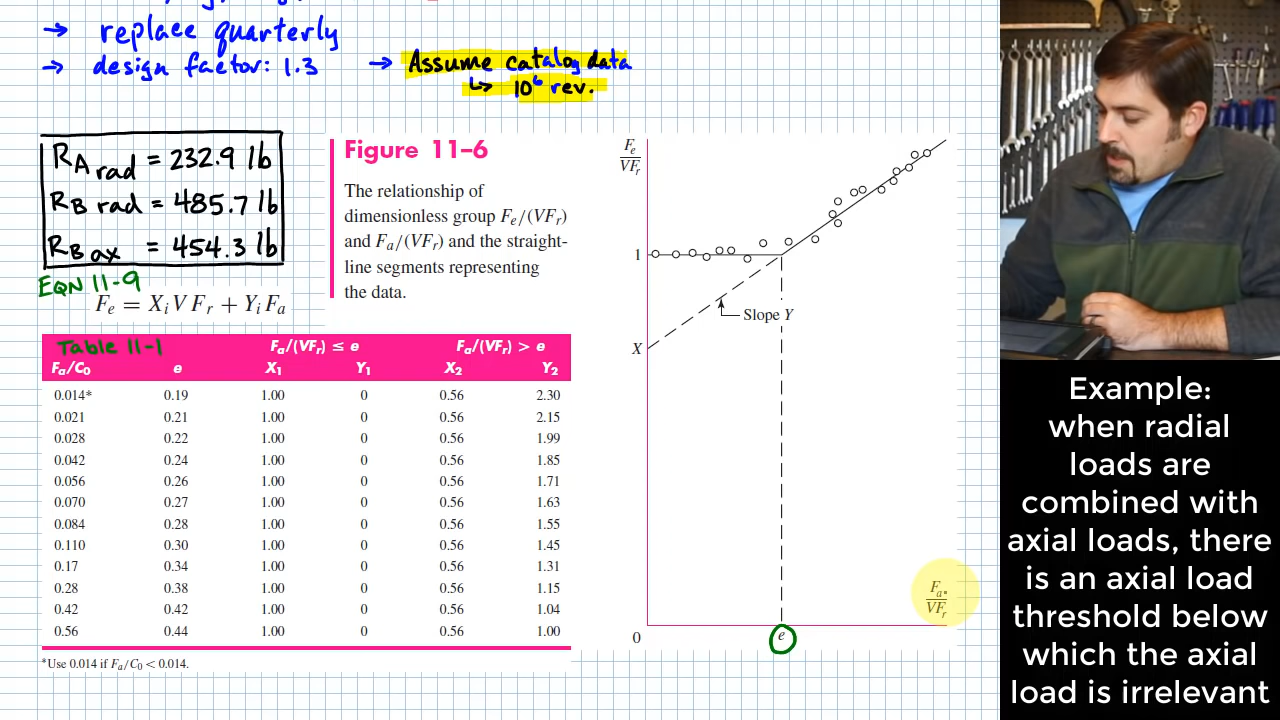 → replace quarterly
→ design factor: 1.3
→ Assume catalog data
↳ 10⁶ rev.
R_A rad = 232.9 lb
R_B rad = 485.7 lb
R_B ax = 454.3 lb
EQN 11-9
F_e = X_i V F_r + Y_i F_a
Figure 11–6
The relationship of
dimensionless group F_e/(VF_r)
and F_a/(VF_r) and the straight-
line segments representing
the data.
Table 11-1 F_a/(VF_r) ≤ e F_a/(VF_r) > e
F_a/C_0 e X_1 Y_1 X_2 Y_2
0.014* 0.19 1.00 0 0.56 2.30
0.021 0.21 1.00 0 0.56 2.15
0.028 0.22 1.00 0 0.56 1.99
0.042 0.24 1.00 0 0.56 1.85
0.056 0.26 1.00 0 0.56 1.71
0.070 0.27 1.00 0 0.56 1.63
0.084 0.28 1.00 0 0.56 1.55
0.110 0.30 1.00 0 0.56 1.45
0.17 0.34 1.00 0 0.56 1.31
0.28 0.38 1.00 0 0.56 1.15
0.42 0.42 1.00 0 0.56 1.04
0.56 0.44 1.00 0 0.56 1.00
*Use 0.014 if F_a/C_0 < 0.014.
F_e
VF_r
1
Slope Y
X
F_a
VF_r
0
e
Example:
when radial
loads are
combined with
axial loads, there
is an axial load
threshold below
which the axial
load is irrelevant